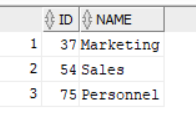 ID NAME
1 37 Marketing
2 54 Sales
3 75 Personnel